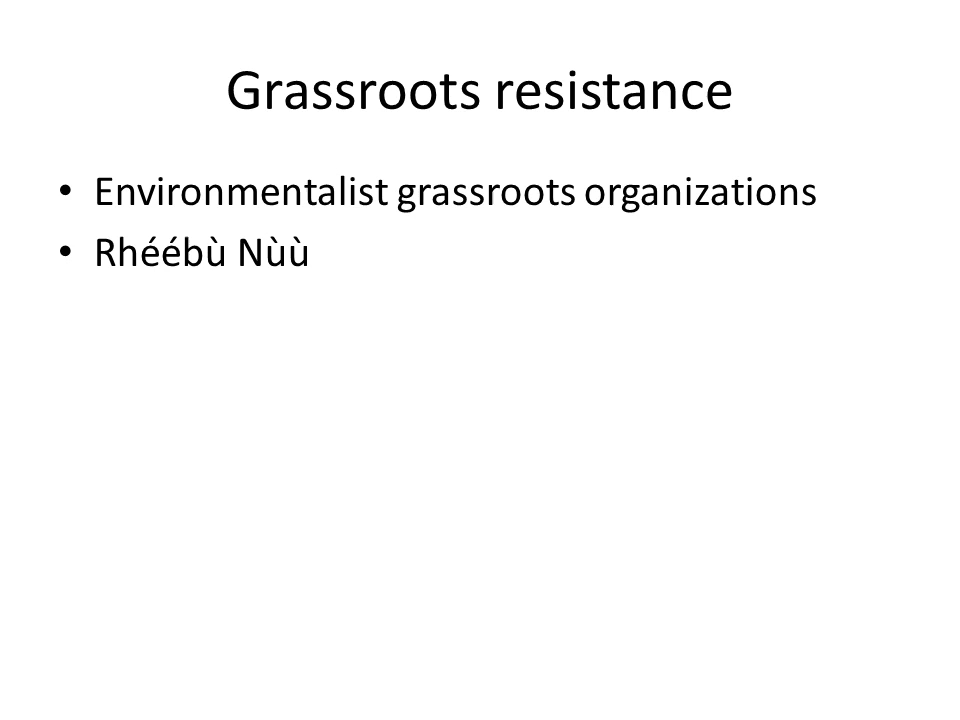 Grassroots resistance
• Environmentalist grassroots organizations
• Rhéébù Nùù